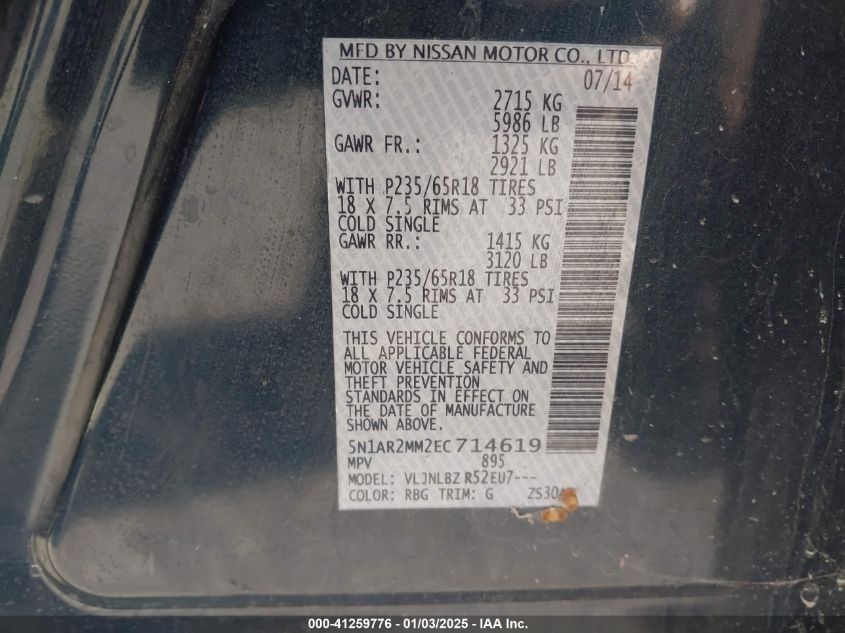 MFD BY NISSAN MOTOR CO., LTD.
DATE: 07/14
GVWR: 2715 KG
5986 LB
GAWR FR.: 1325 KG
2921 LB
WITH P235/65R18 TIRES
18 X 7.5 RIMS AT 33 PSI
COLD SINGLE
GAWR RR.: 1415 KG
3120 LB
WITH P235/65R18 TIRES
18 X 7.5 RIMS AT 33 PSI
COLD SINGLE
THIS VEHICLE CONFORMS TO
ALL APPLICABLE FEDERAL
MOTOR VEHICLE SAFETY AND
THEFT PREVENTION
STANDARDS IN EFFECT ON
THE DATE OF MANUFACTURE
SHOWN ABOVE.
5N1AR2MM2EC714619
MPV 895
MODEL: VLJNLBZ R52EU7---
COLOR: RBG TRIM: G
000-41259776 - 01/03/2025 - IAA Inc.